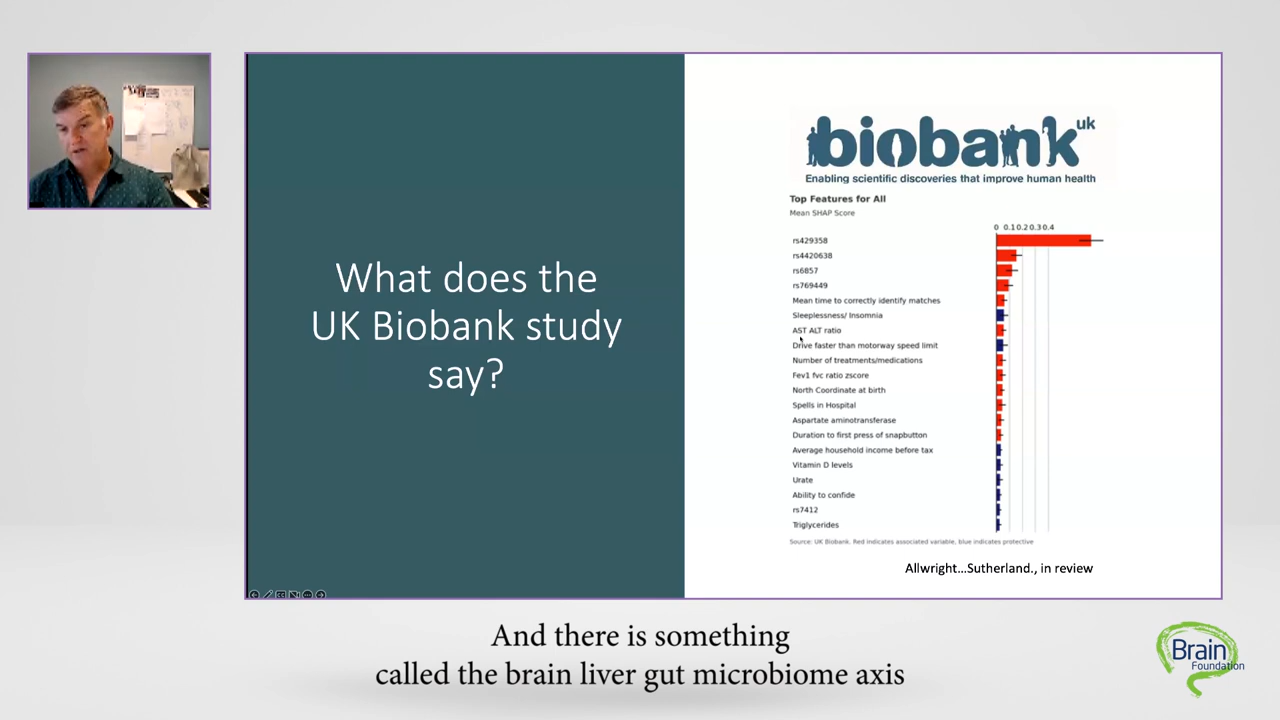 What does the
UK Biobank study
say?
biobank uk
Enabling scientific discoveries that improve human health
Top Features for All
Mean SHAP Score
0 0.1 0.2 0.3 0.4
rs429358
rs4420638
rs6857
rs769449
Mean time to correctly identify matches
Sleeplessness/ Insomnia
AST ALT ratio
Drive faster than motorway speed limit
Number of treatments/medications
Fev1 fvc ratio zscore
North Coordinate at birth
Spells in Hospital
Aspartate aminotransferase
Duration to first press of snapbutton
Average household income before tax
Vitamin D levels
Urate
Ability to confide
rs7412
Triglycerides
Source: UK Biobank. Red indicates associated variable, blue indicates protective
Allwright...Sutherland., in review
And there is something
called the brain liver gut microbiome axis
Brain
Foundation